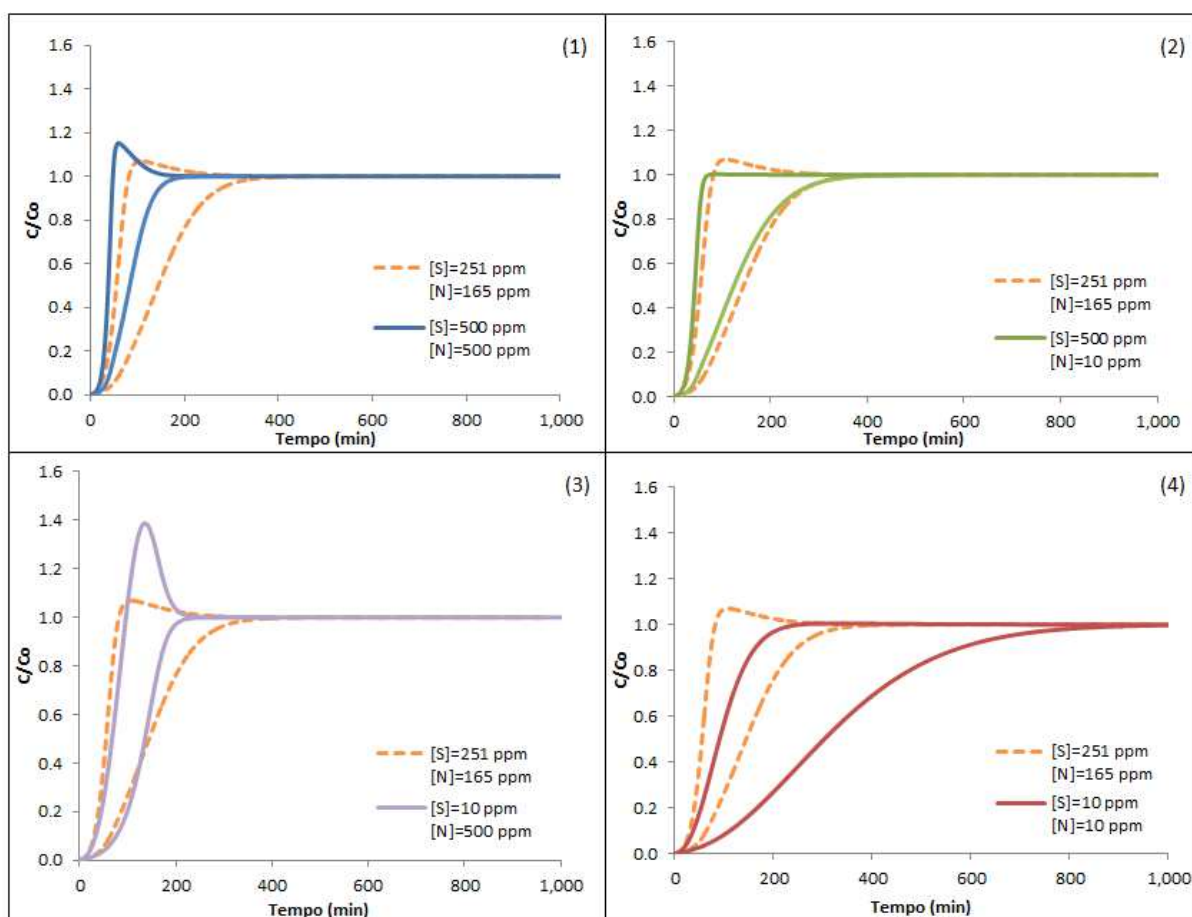 (1)
1.6
1.4
1.2
1.0
0.8
0.6
0.4
0.2
0.0
C/Co
[S]=251 ppm
[N]=165 ppm
[S]=500 ppm
[N]=500 ppm
0 200 400 600 800 1,000
Tempo (min)
(2)
1.6
1.4
1.2
1.0
0.8
0.6
0.4
0.2
0.0
C/Co
[S]=251 ppm
[N]=165 ppm
[S]=500 ppm
[N]=10 ppm
0 200 400 600 800 1,000
Tempo (min)
(3)
1.6
1.4
1.2
1.0
0.8
0.6
0.4
0.2
0.0
C/Co
[S]=251 ppm
[N]=165 ppm
[S]=10 ppm
[N]=500 ppm
0 200 400 600 800 1,000
Tempo (min)
(4)
1.6
1.4
1.2
1.0
0.8
0.6
0.4
0.2
0.0
C/Co
[S]=251 ppm
[N]=165 ppm
[S]=10 ppm
[N]=10 ppm
0 200 400 600 800 1,000
Tempo (min)